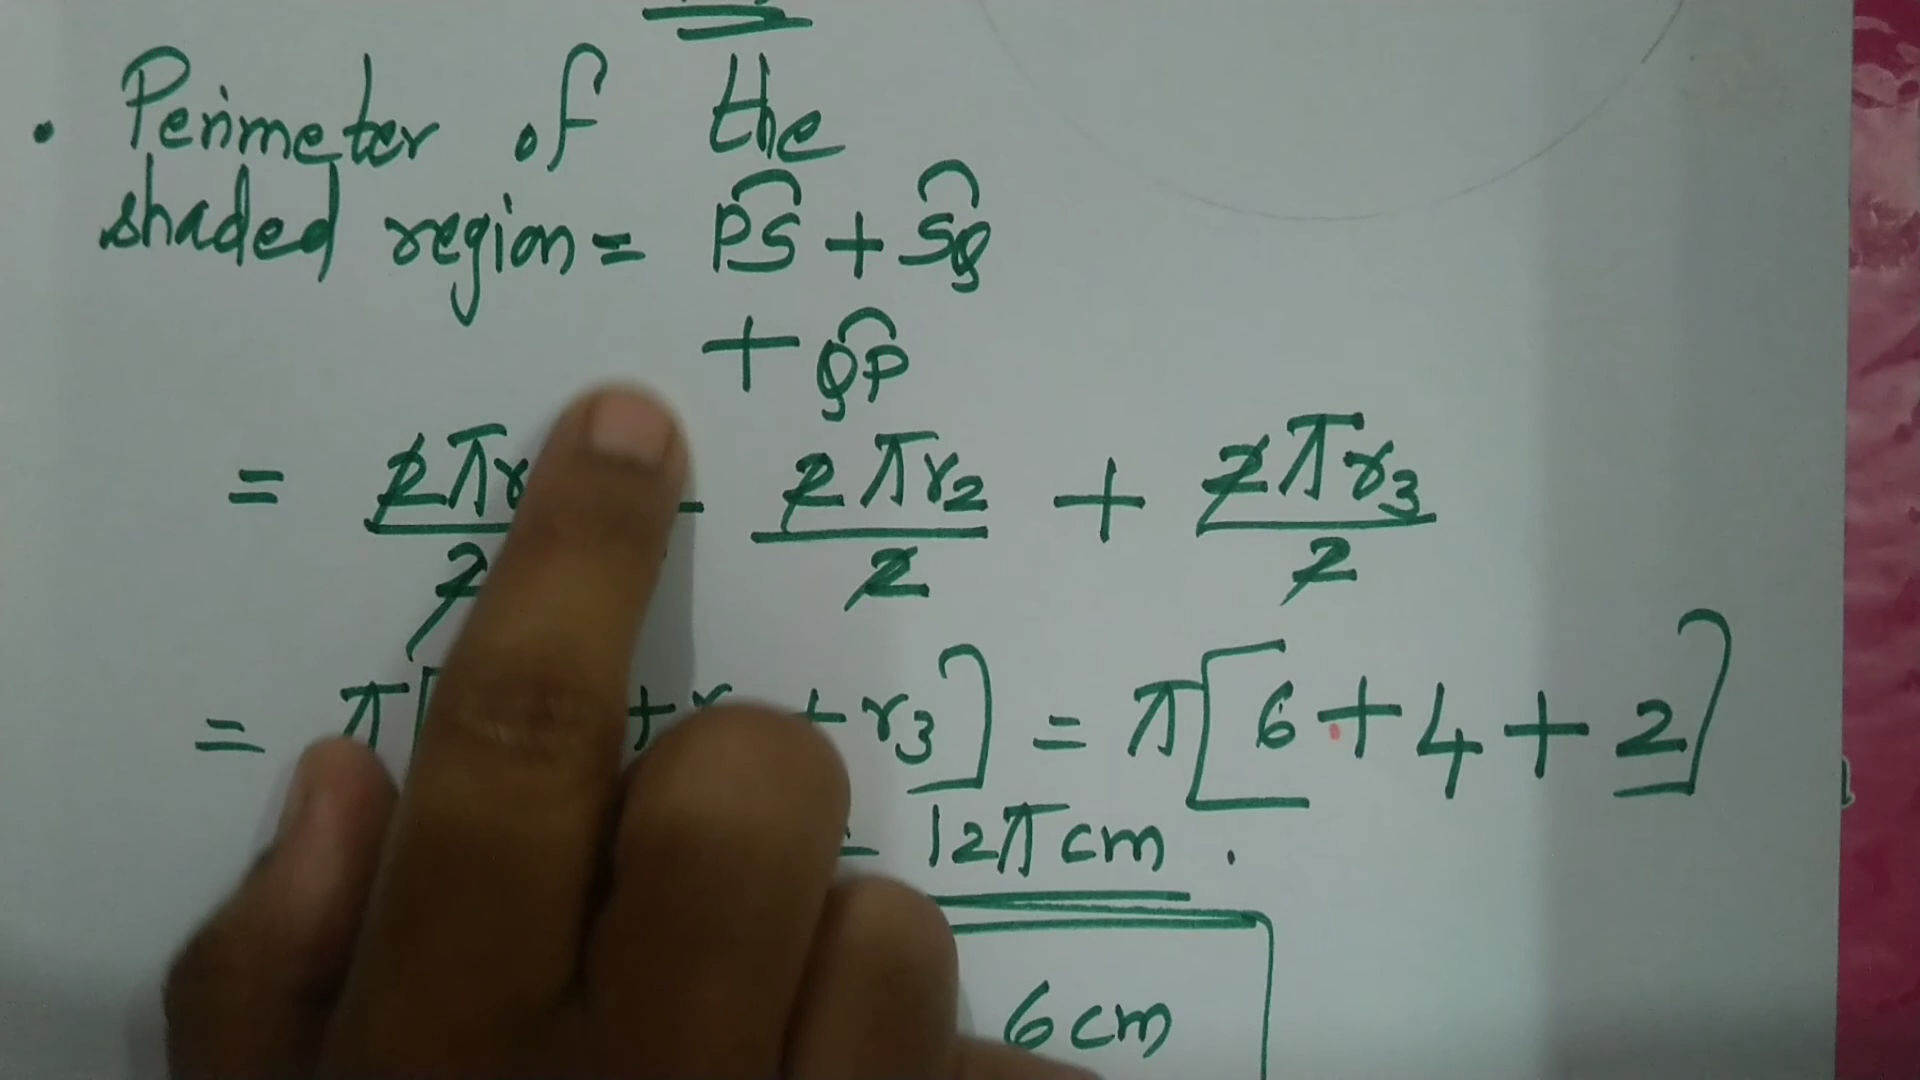 . Perimeter of the
shaded region = PS + SQ
+ QP
= 2πr + 2πr₂/2 + 2πr₃/2
= π[ + r + r₃] = π[6 + 4 + 2]
= 12π cm .
6 cm